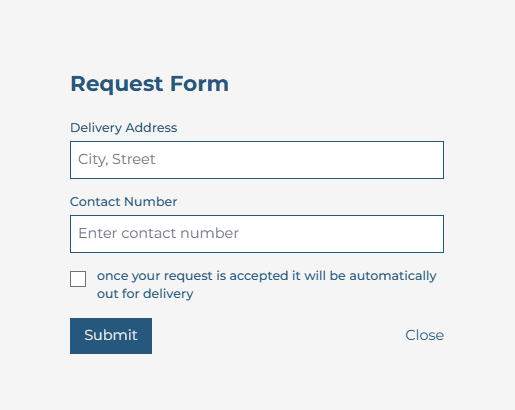 Request Form
Delivery Address
City, Street
Contact Number
Enter contact number
once your request is accepted it will be automatically
out for delivery
Submit
Close